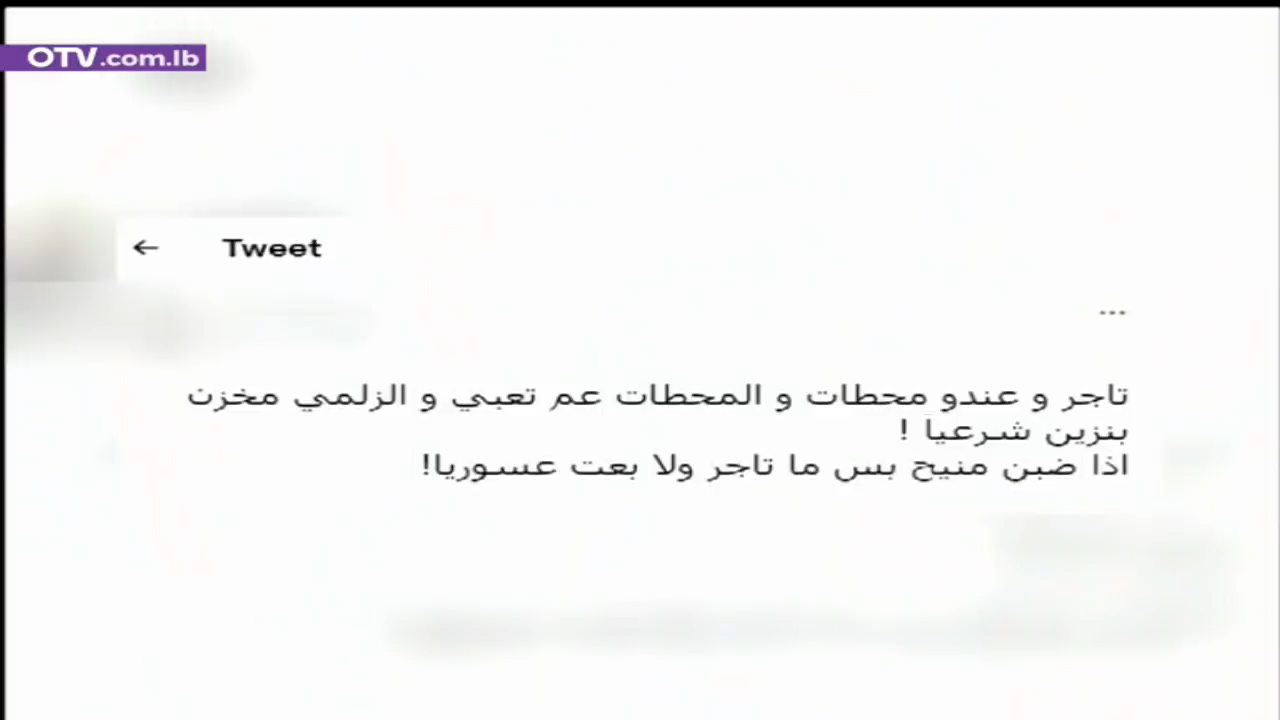 OTV.com.lb
← Tweet
...
تاجر و عندو محطات و المحطات عم تعبي و الزلمي مخزن
بنزين شرعياً !
اذا ضبن منيح بس ما تاجر ولا بعت عسوريا!